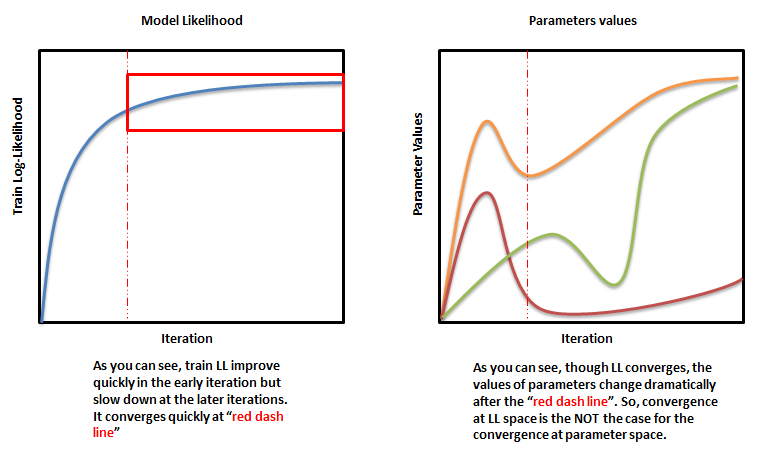 Model Likelihood
Train Log-Likelihood
Iteration
As you can see, train LL improve
quickly in the early iteration but
slow down at the later iterations.
It converges quickly at “red dash
line”
Parameters values
Parameter Values
Iteration
As you can see, though LL converges, the
values of parameters change dramatically
after the “red dash line”. So, convergence
at LL space is the NOT the case for the
convergence at parameter space.